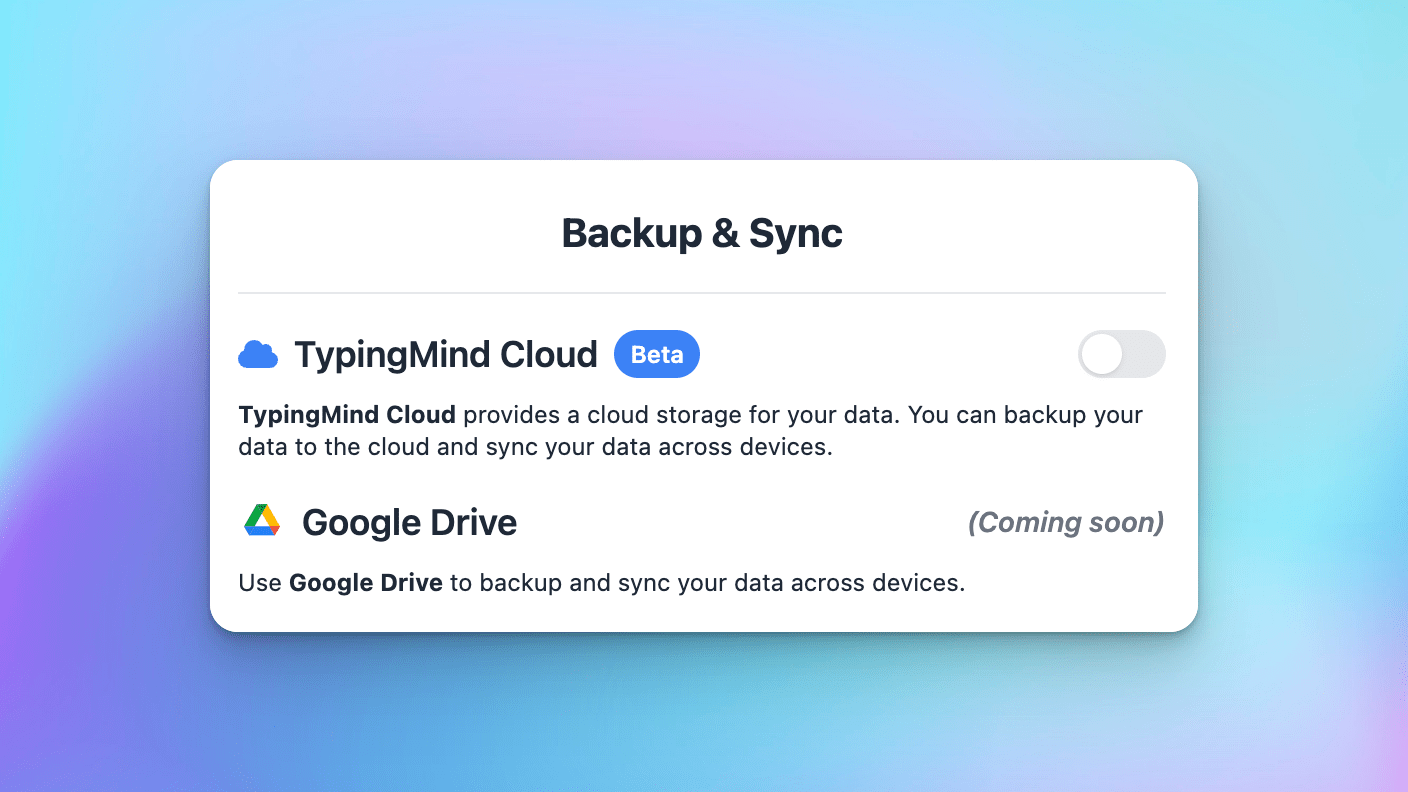 Backup & Sync
TypingMind Cloud Beta
TypingMind Cloud provides a cloud storage for your data. You can backup your
data to the cloud and sync your data across devices.
Google Drive (Coming soon)
Use Google Drive to backup and sync your data across devices.